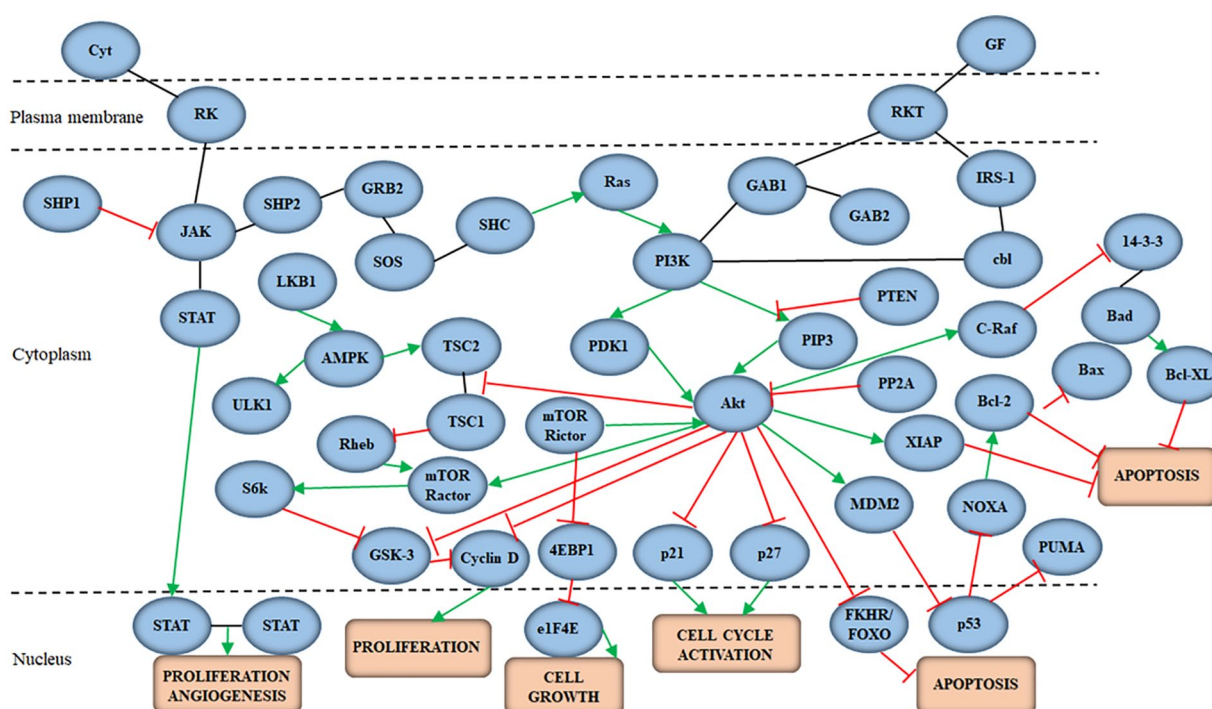 Cyt
GF
Plasma membrane
RK
RKT
SHP1
JAK
SHP2
GRB2
SOS
SHC
Ras
GAB1
GAB2
IRS-1
PI3K
cbl
14-3-3
LKB1
STAT
PTEN
C-Raf
Bad
Cytoplasm
AMPK
TSC2
PDK1
PIP3
Bax
Bcl-XL
ULK1
TSC1
mTOR
Rictor
Akt
PP2A
Bcl-2
Rheb
XIAP
mTOR
Ractor
S6k
MDM2
NOXA
APOPTOSIS
GSK-3
Cyclin D
4EBP1
p21
p27
PUMA
STAT
STAT
PROLIFERATION
e1F4E
CELL CYCLE
ACTIVATION
FKHR/
FOXO
p53
Nucleus
PROLIFERATION
ANGIOGENESIS
CELL
GROWTH
APOPTOSIS